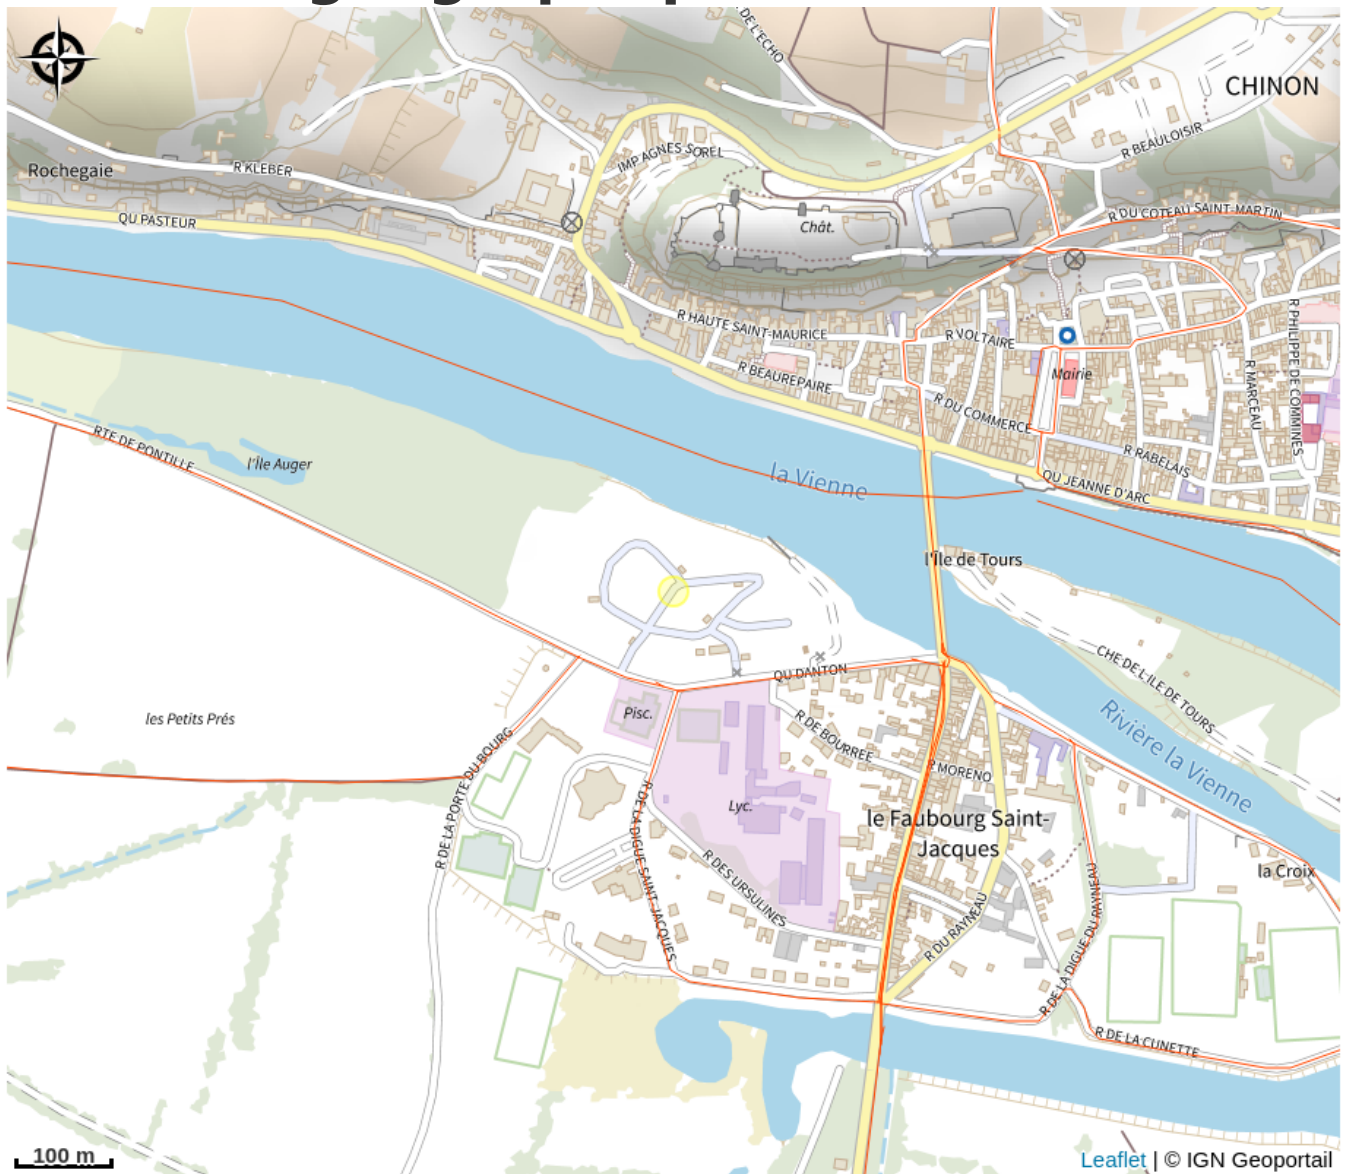 DE L'ECHO
CHINON
R BEAULOISIR
IMP AGNES SOREL
Rochegaie
R KLEBER
QU PASTEUR
R DU COTEAU SAINT-MARTIN
Chât.
R HAUTE SAINT-MAURICE
R VOLTAIRE
R PHILIPPE DE COMMINES
R BEAUREPAIRE
Mairie
R MARCEAU
R DU COMMERCE
RTE DE PONTILLE
l'Île Auger
R RABELAIS
la Vienne
QU JEANNE D'ARC
l'Île de Tours
CHE DE L'ILE DE TOURS
QU DANTON
les Petits Prés
Pisc.
R DE BOURREE
Rivière la Vienne
R DE LA PORTE DU BOURG
R MORENO
Lyc.
le Faubourg Saint-
Jacques
R DE LA DIGUE SAINT-JACQUES
R DES URSULINES
la Croix
R DU RAYNEAU
R DE LA DIGUE DU RAYNEAU
R DE LA CUNETTE
100 m
Leaflet | © IGN Geoportail